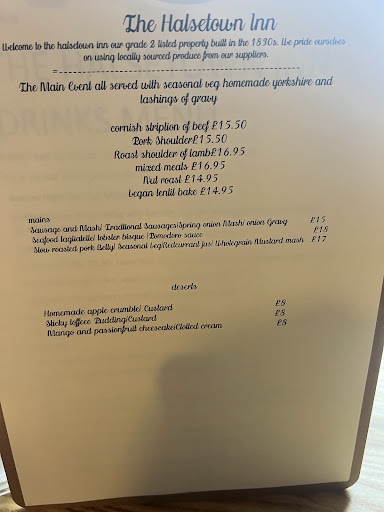 The Halsetown Inn
Welcome to the halsetown inn our grade 2 listed property built in the 1830s. We pride ourselves
on using locally sourced produce from our suppliers.
The Main Event all served with seasonal veg homemade yorkshire and
lashings of gravy
cornish stription of beef £15.50
Pork Shoulder£15.50
Roast shoulder of lamb£16.95
mixed meats £16.95
Nut roast £14.95
began lentil bake £14.95
mains
Sausage and Mash| Traditional Sausages|Spring onion Mash| onion Gravy £15
Seafood tagliatelle| lobster bisque |Pomodoro sauce £18
Slow roasted pork Belly| Seasonal veg|Redcurrant jus| Wholegrain Mustard mash £17
deserts
Homemade apple crumble| Custard £8
Sticky toffeee Pudding|Custard £8
Mango and passionfruit cheesecake|Clotted cream £8